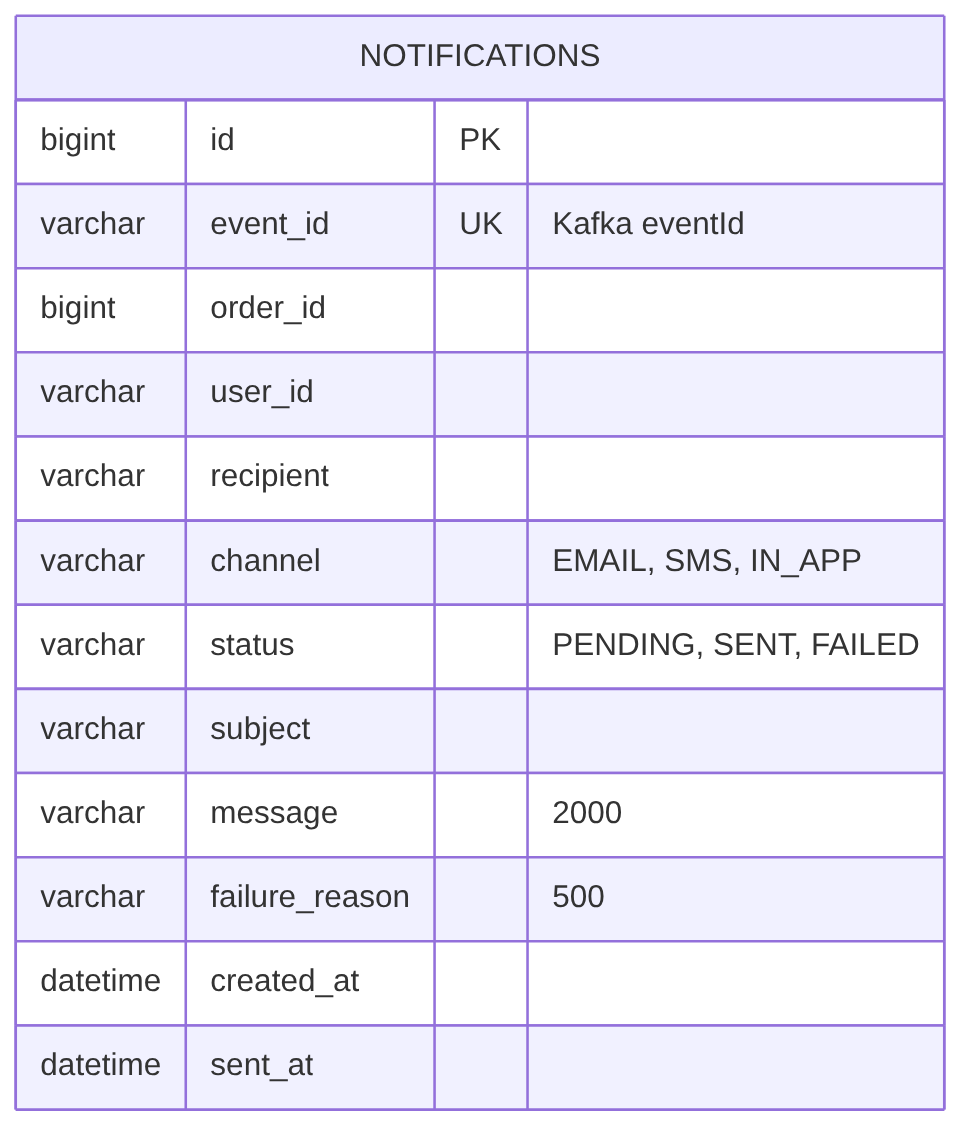 NOTIFICATIONS
bigint id PK
varchar event_id UK Kafka eventId
bigint order_id
varchar user_id
varchar recipient
varchar channel EMAIL, SMS, IN_APP
varchar status PENDING, SENT, FAILED
varchar subject
varchar message 2000
varchar failure_reason 500
datetime created_at
datetime sent_at